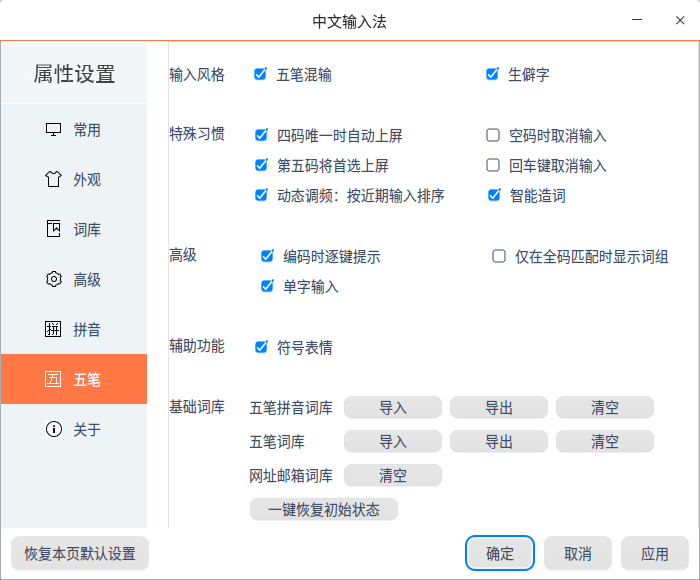 中文输入法
属性设置
常用
外观
词库
高级
拼音
五笔
关于
输入风格 五笔混输 生僻字
特殊习惯 四码唯一时自动上屏 空码时取消输入
第五码将首选上屏 回车键取消输入
动态调频：按近期输入排序 智能造词
高级 编码时逐键提示 仅在全码匹配时显示词组
单字输入
辅助功能 符号表情
基础词库 五笔拼音词库 导入 导出 清空
五笔词库 导入 导出 清空
网址邮箱词库 清空
一键恢复初始状态
恢复本页默认设置 确定 取消 应用